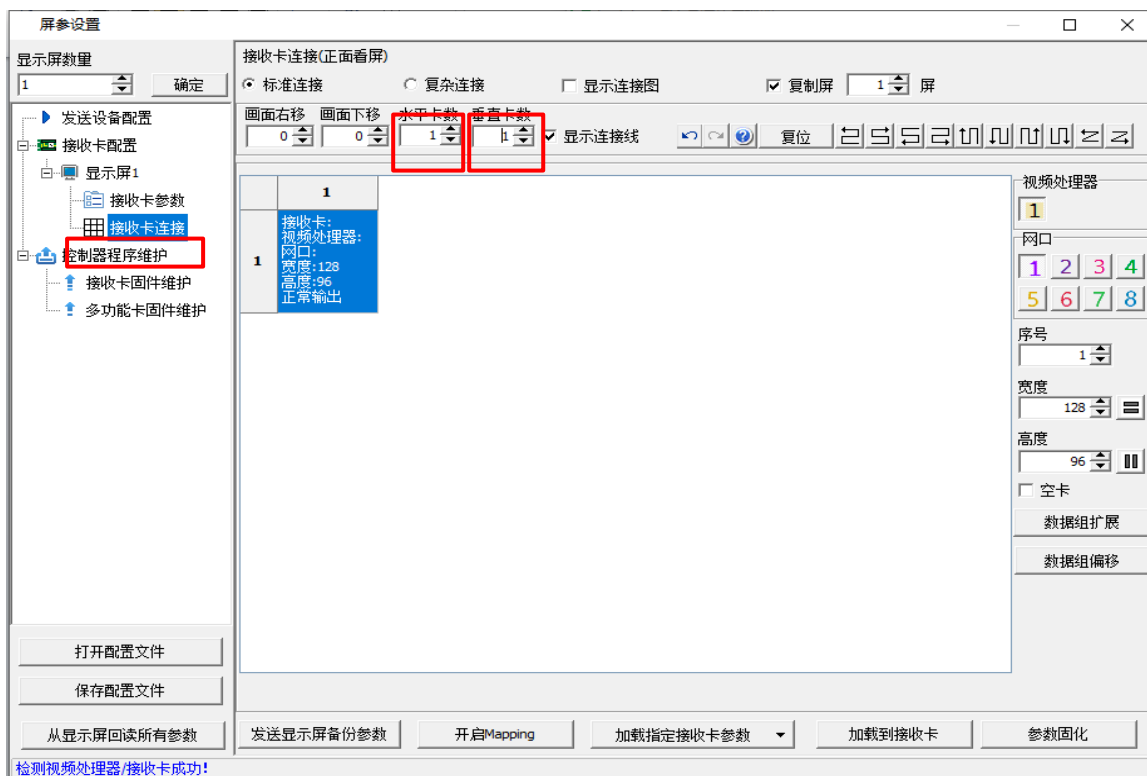 屏参设置
显示屏数量
1
确定
发送设备配置
接收卡配置
显示屏1
接收卡参数
接收卡连接
控制器程序维护
接收卡固件维护
多功能卡固件维护
打开配置文件
保存配置文件
从显示屏回读所有参数
检测视频处理器/接收卡成功!
接收卡连接(正面看屏)
标准连接 复杂连接 显示连接图 复制屏 1 屏
画面右移 画面下移 水平卡数 垂直卡数
0 0 1 1 显示连接线 复位
1
1
接收卡:
视频处理器:
网口:
宽度:128
高度:96
正常输出
视频处理器
1
网口
1 2 3 4
5 6 7 8
序号
1
宽度
128
高度
96
空卡
数据组扩展
数据组偏移
发送显示屏备份参数 开启Mapping 加载指定接收卡参数 加载到接收卡 参数固化